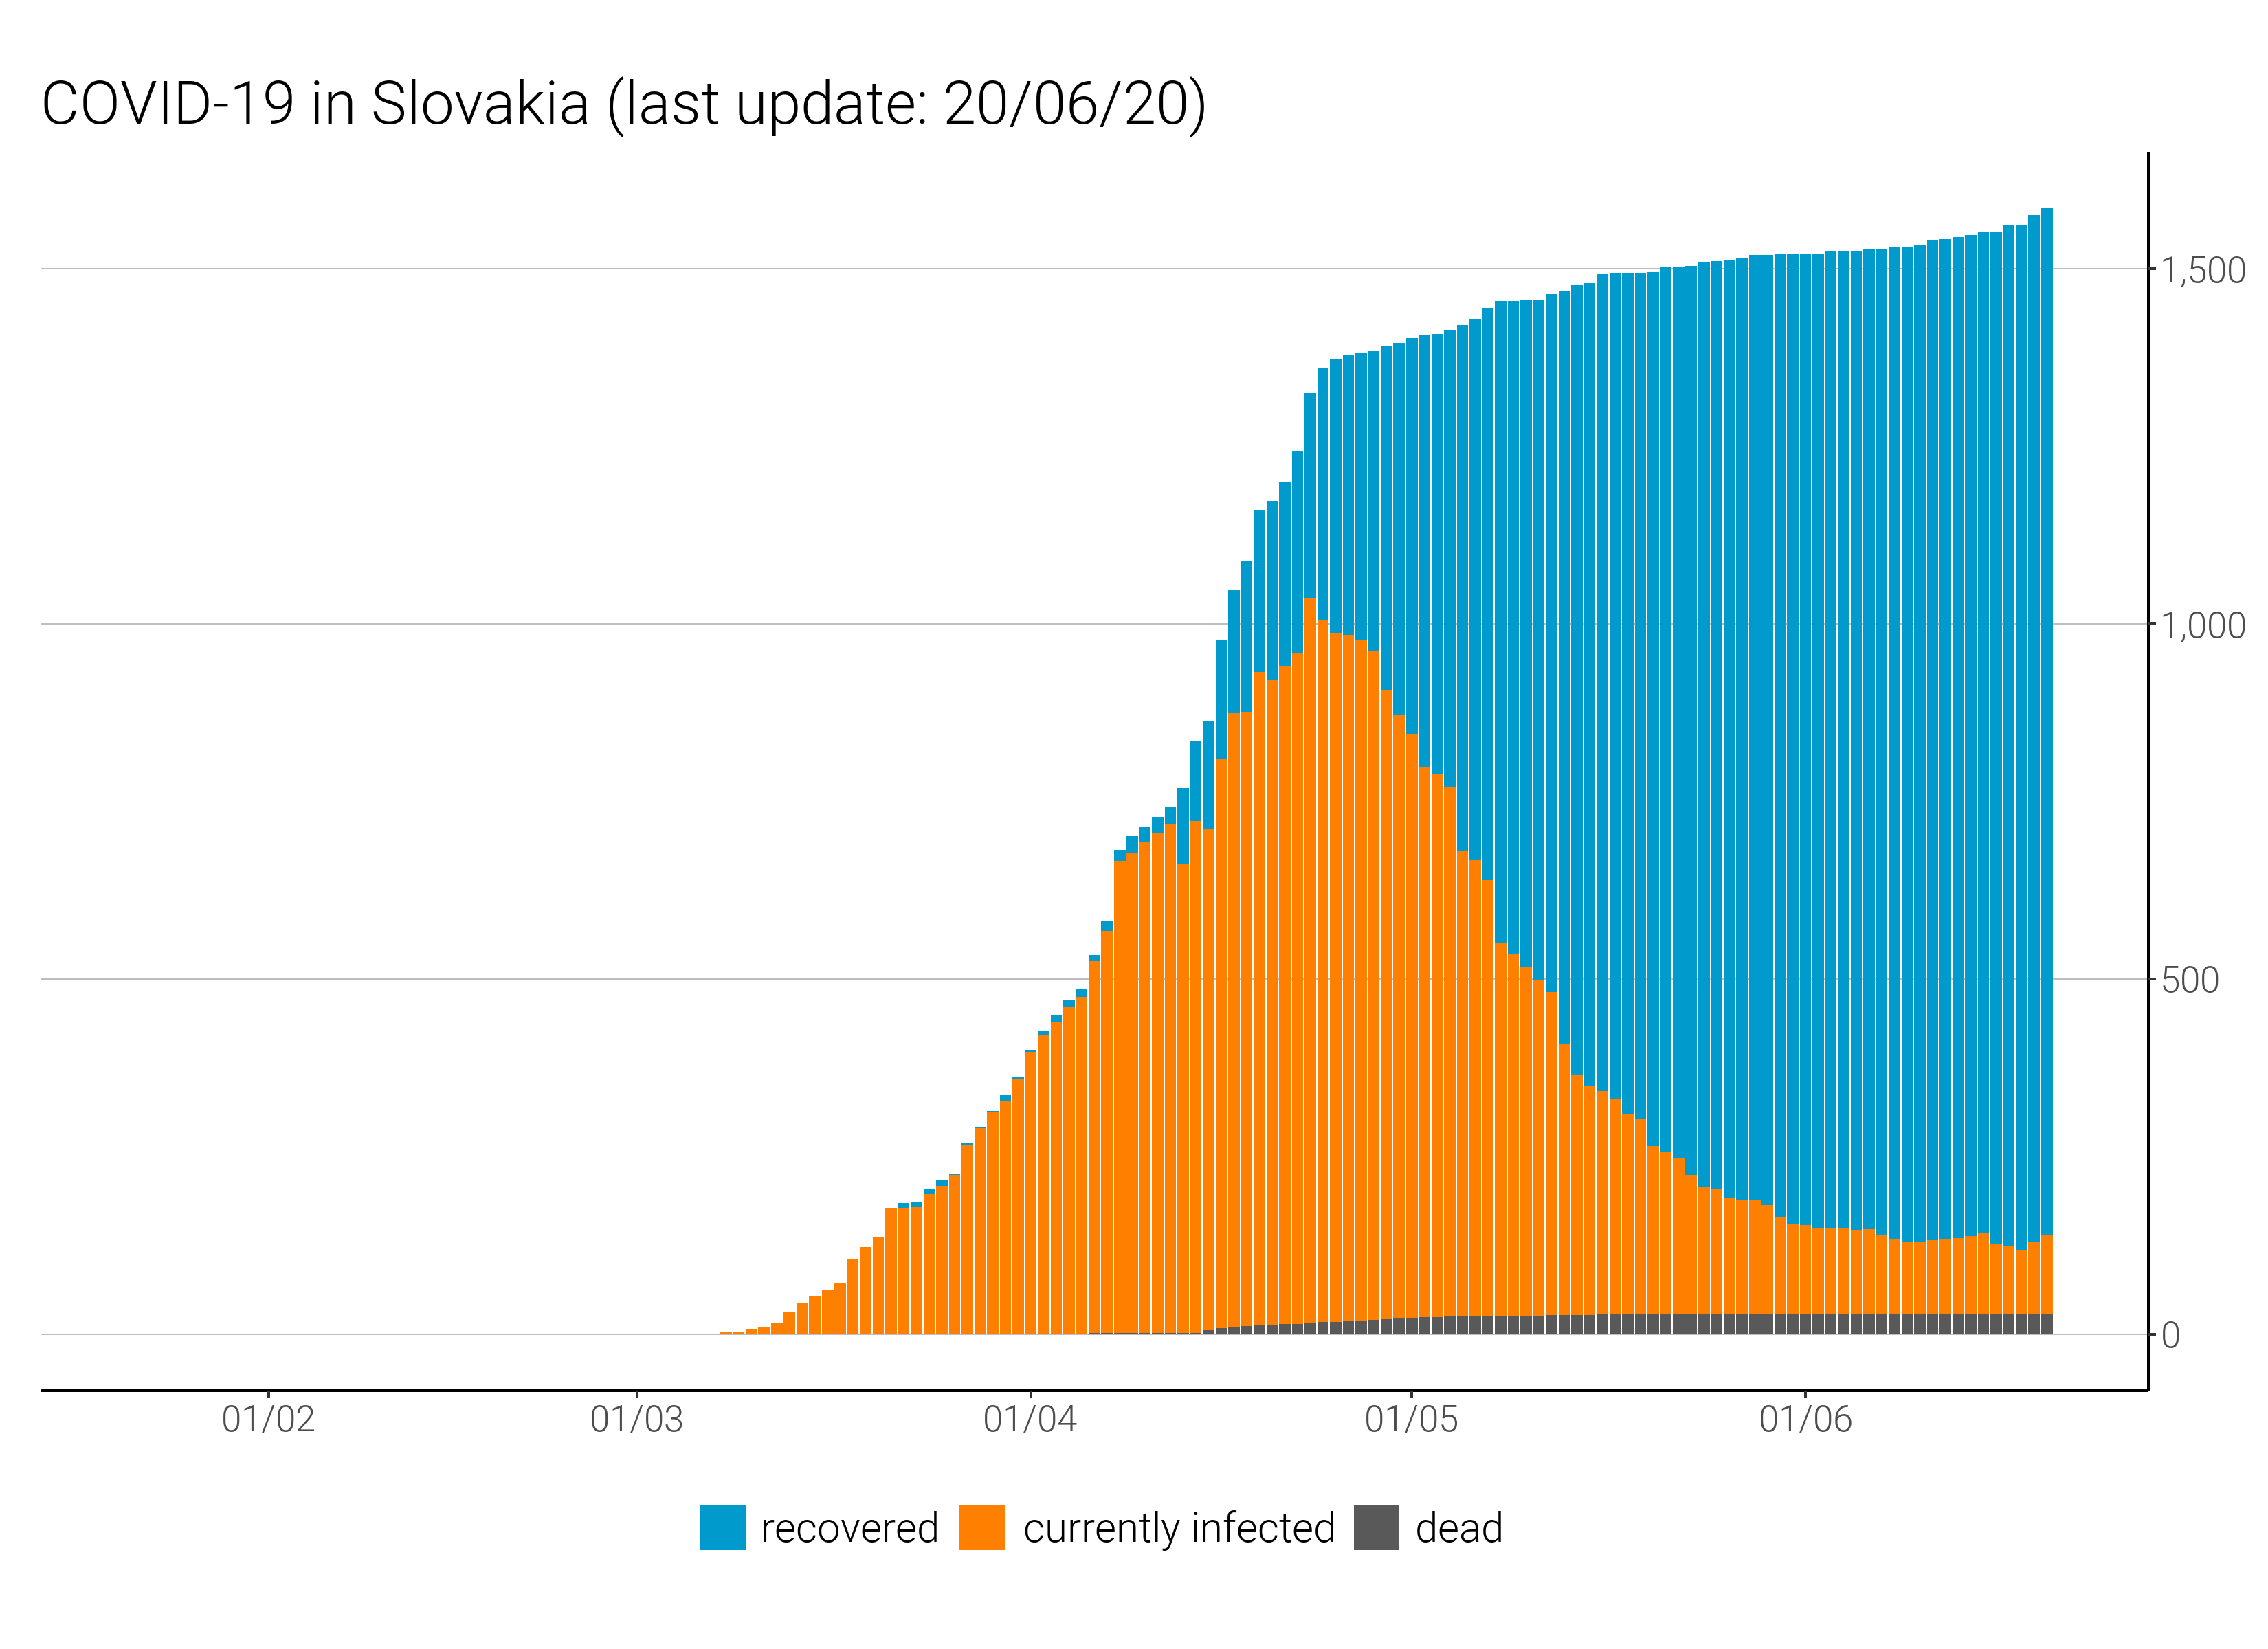 COVID-19 in Slovakia (last update: 20/06/20)
1,500
1,000
500
0
01/02 01/03 01/04 01/05 01/06
recovered currently infected dead